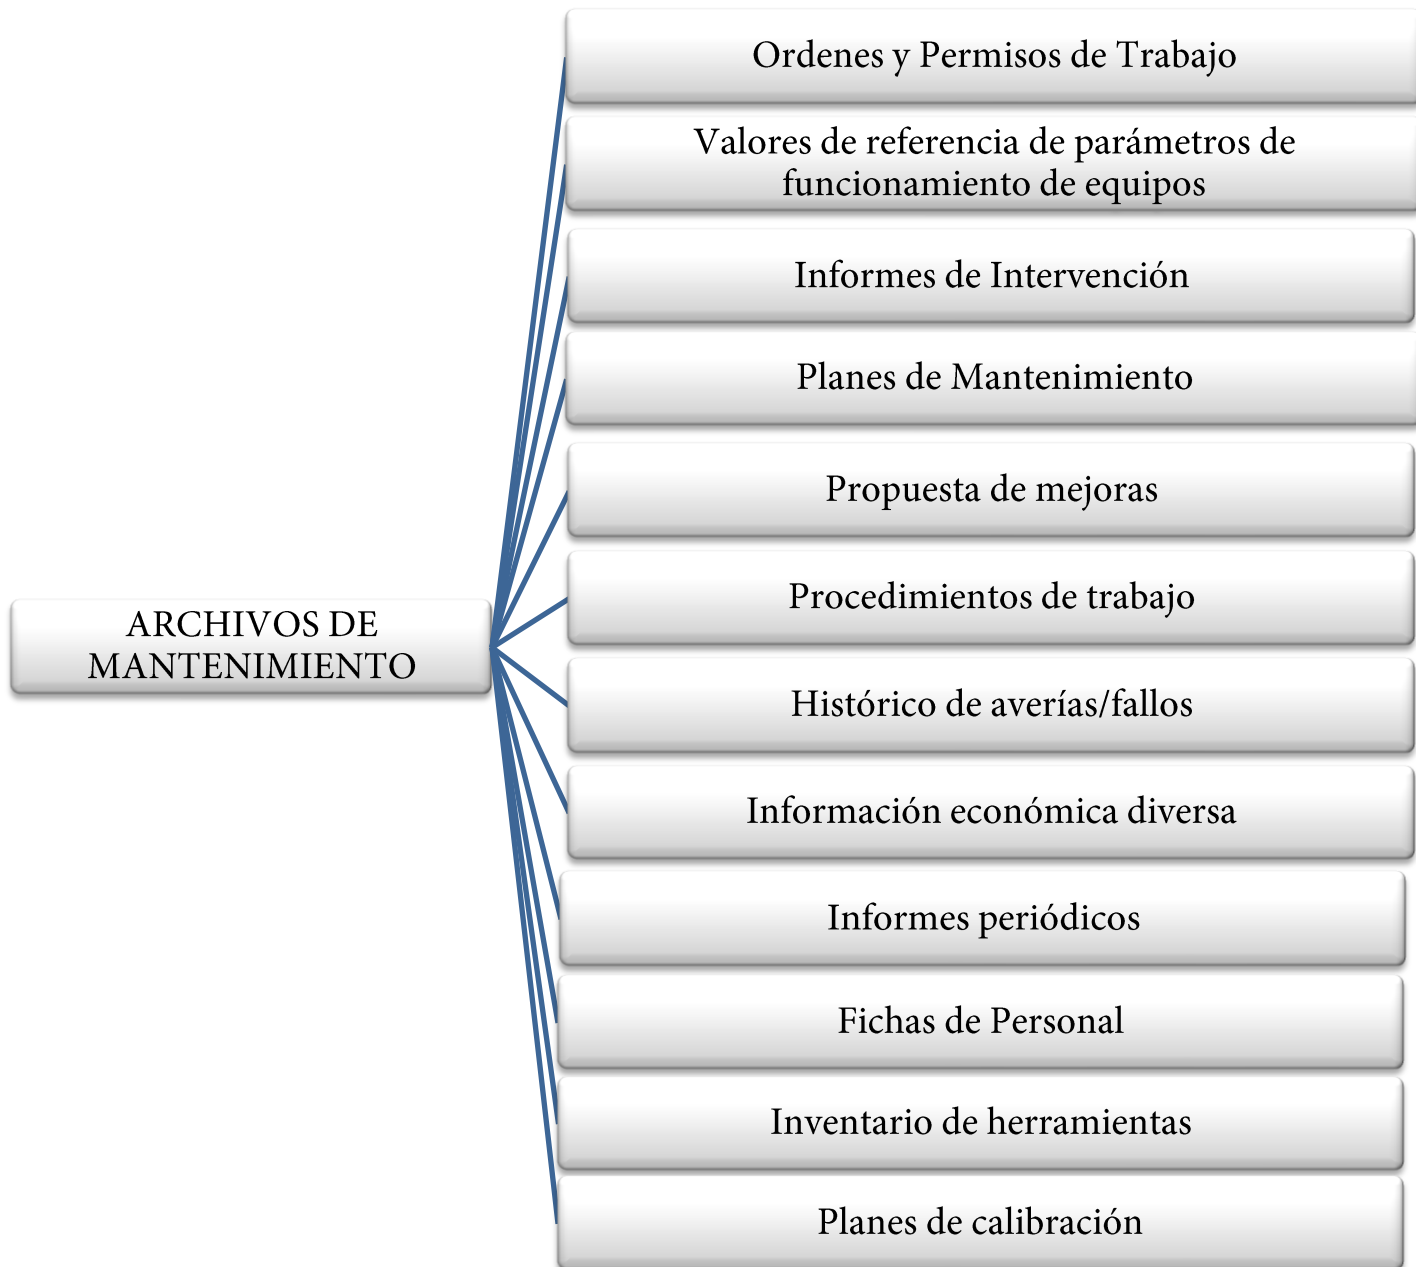 Ordenes y Permisos de Trabajo
Valores de referencia de parámetros de
funcionamiento de equipos
Informes de Intervención
Planes de Mantenimiento
Propuesta de mejoras
Procedimientos de trabajo
ARCHIVOS DE
MANTENIMIENTO
Histórico de averías/fallos
Información económica diversa
Informes periódicos
Fichas de Personal
Inventario de herramientas
Planes de calibración